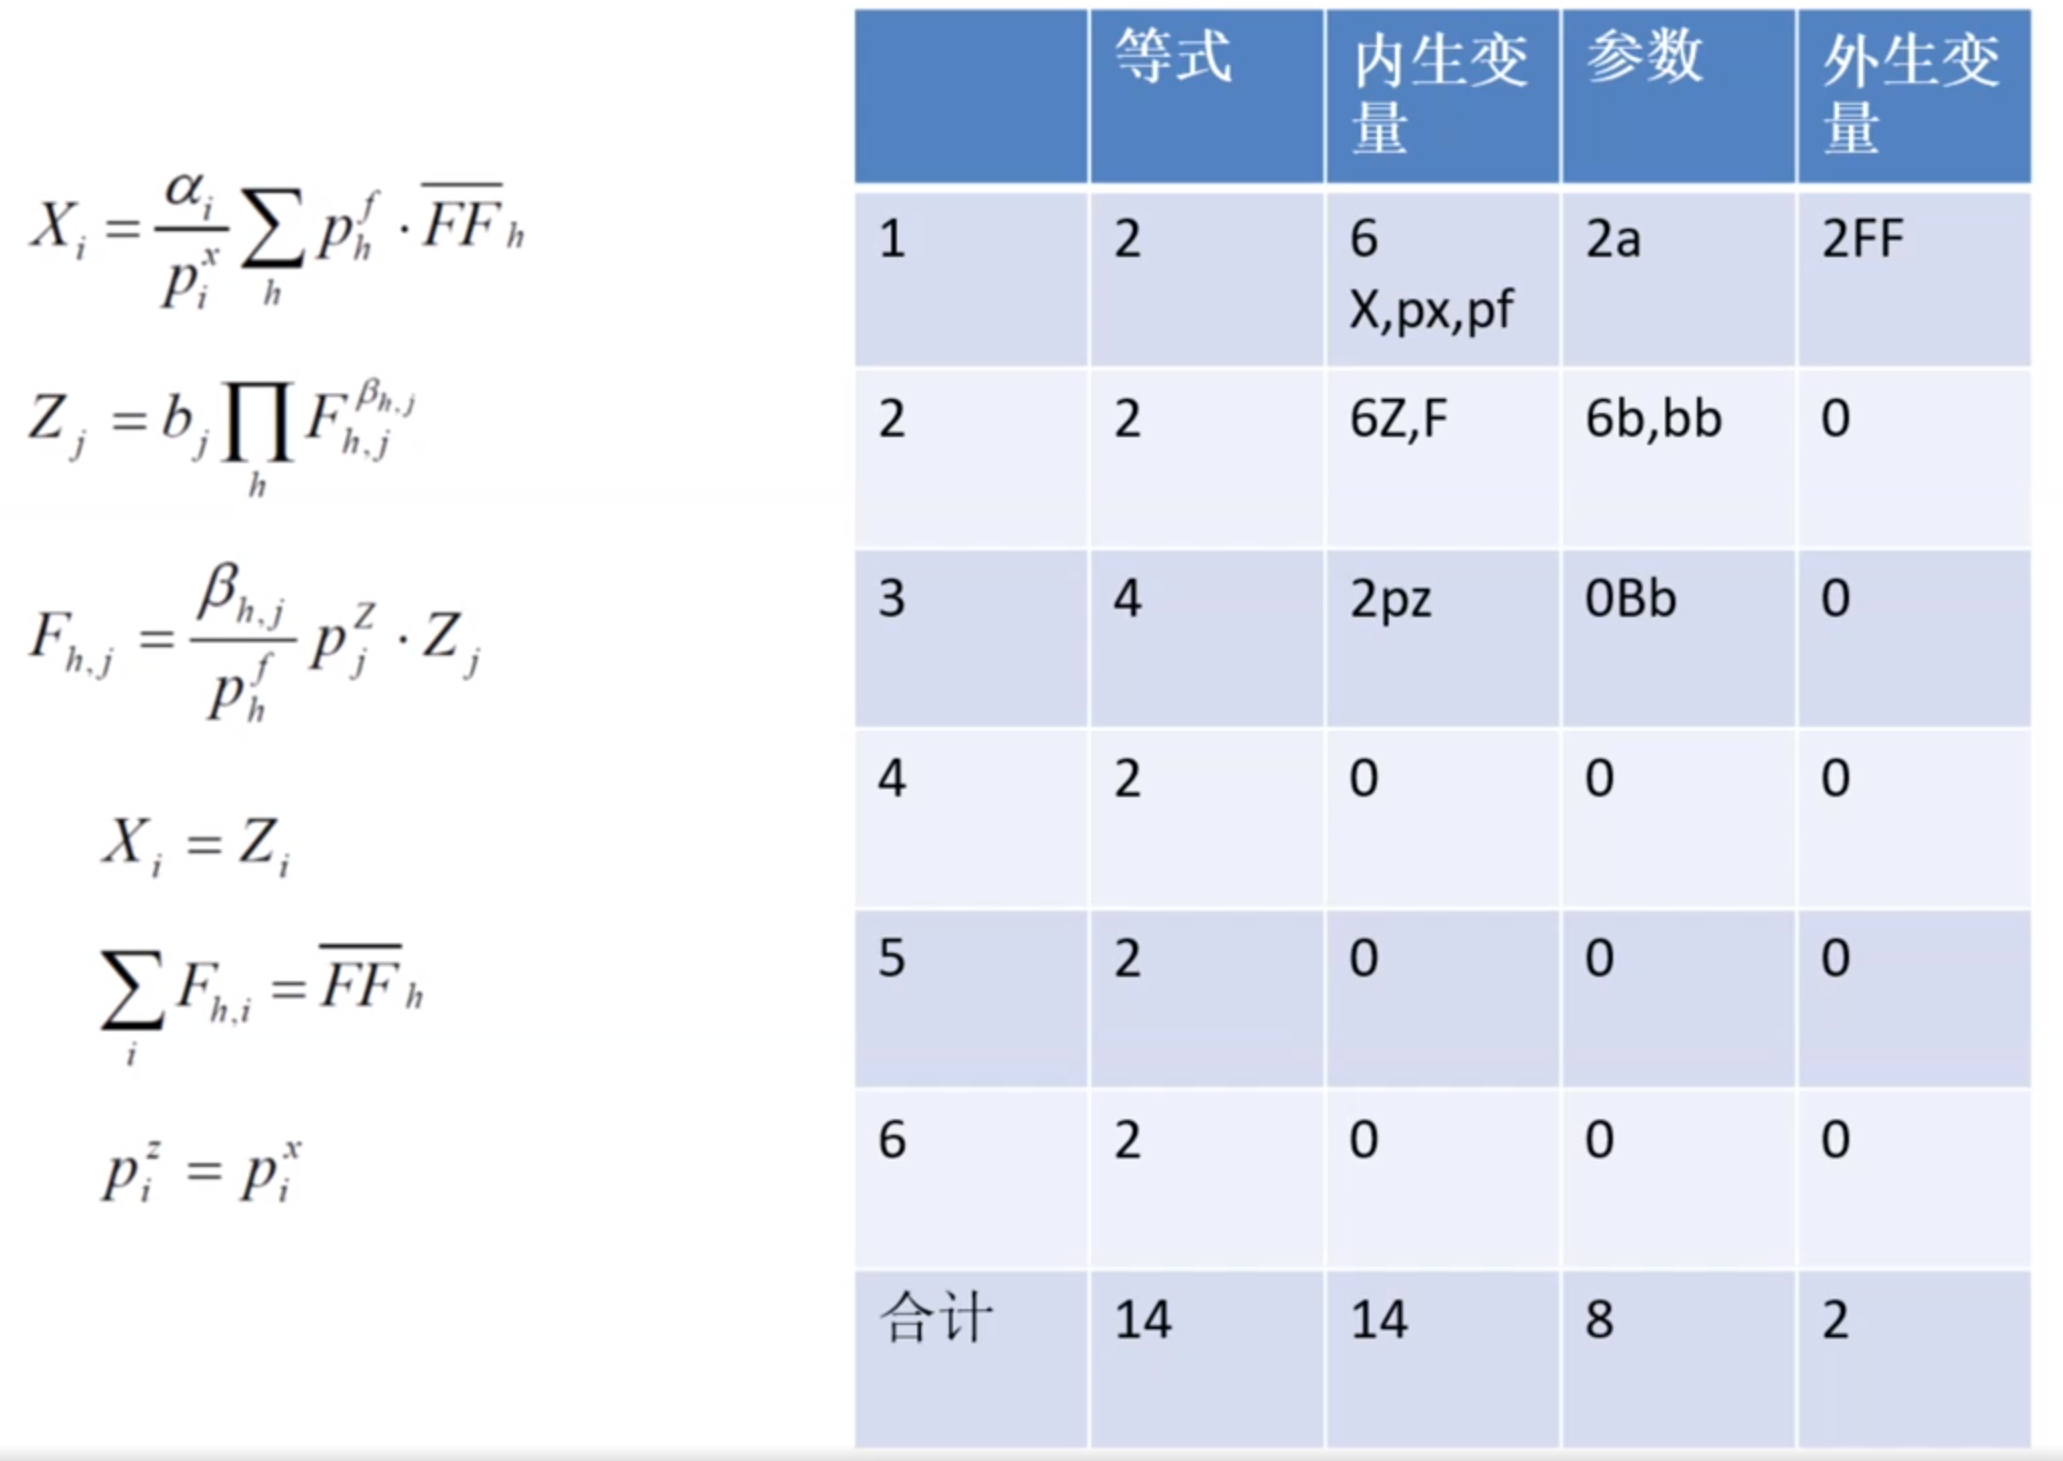 X_i = \frac{\alpha_i}{p_i^x} \sum_h p_h^f \cdot \overline{FF}_h
Z_j = b_j \prod_h F_{h,j}^{\beta_{h,j}}
F_{h,j} = \frac{\beta_{h,j}}{p_h^f} p_j^Z \cdot Z_j
X_i = Z_i
\sum_i F_{h,i} = \overline{FF}_h
p_i^z = p_i^x
等式 内生变量 参数 外生变量
1 2 6 X,px,pf 2a 2FF
2 2 6Z,F 6b,bb 0
3 4 2pz 0Bb 0
4 2 0 0 0
5 2 0 0 0
6 2 0 0 0
合计 14 14 8 2